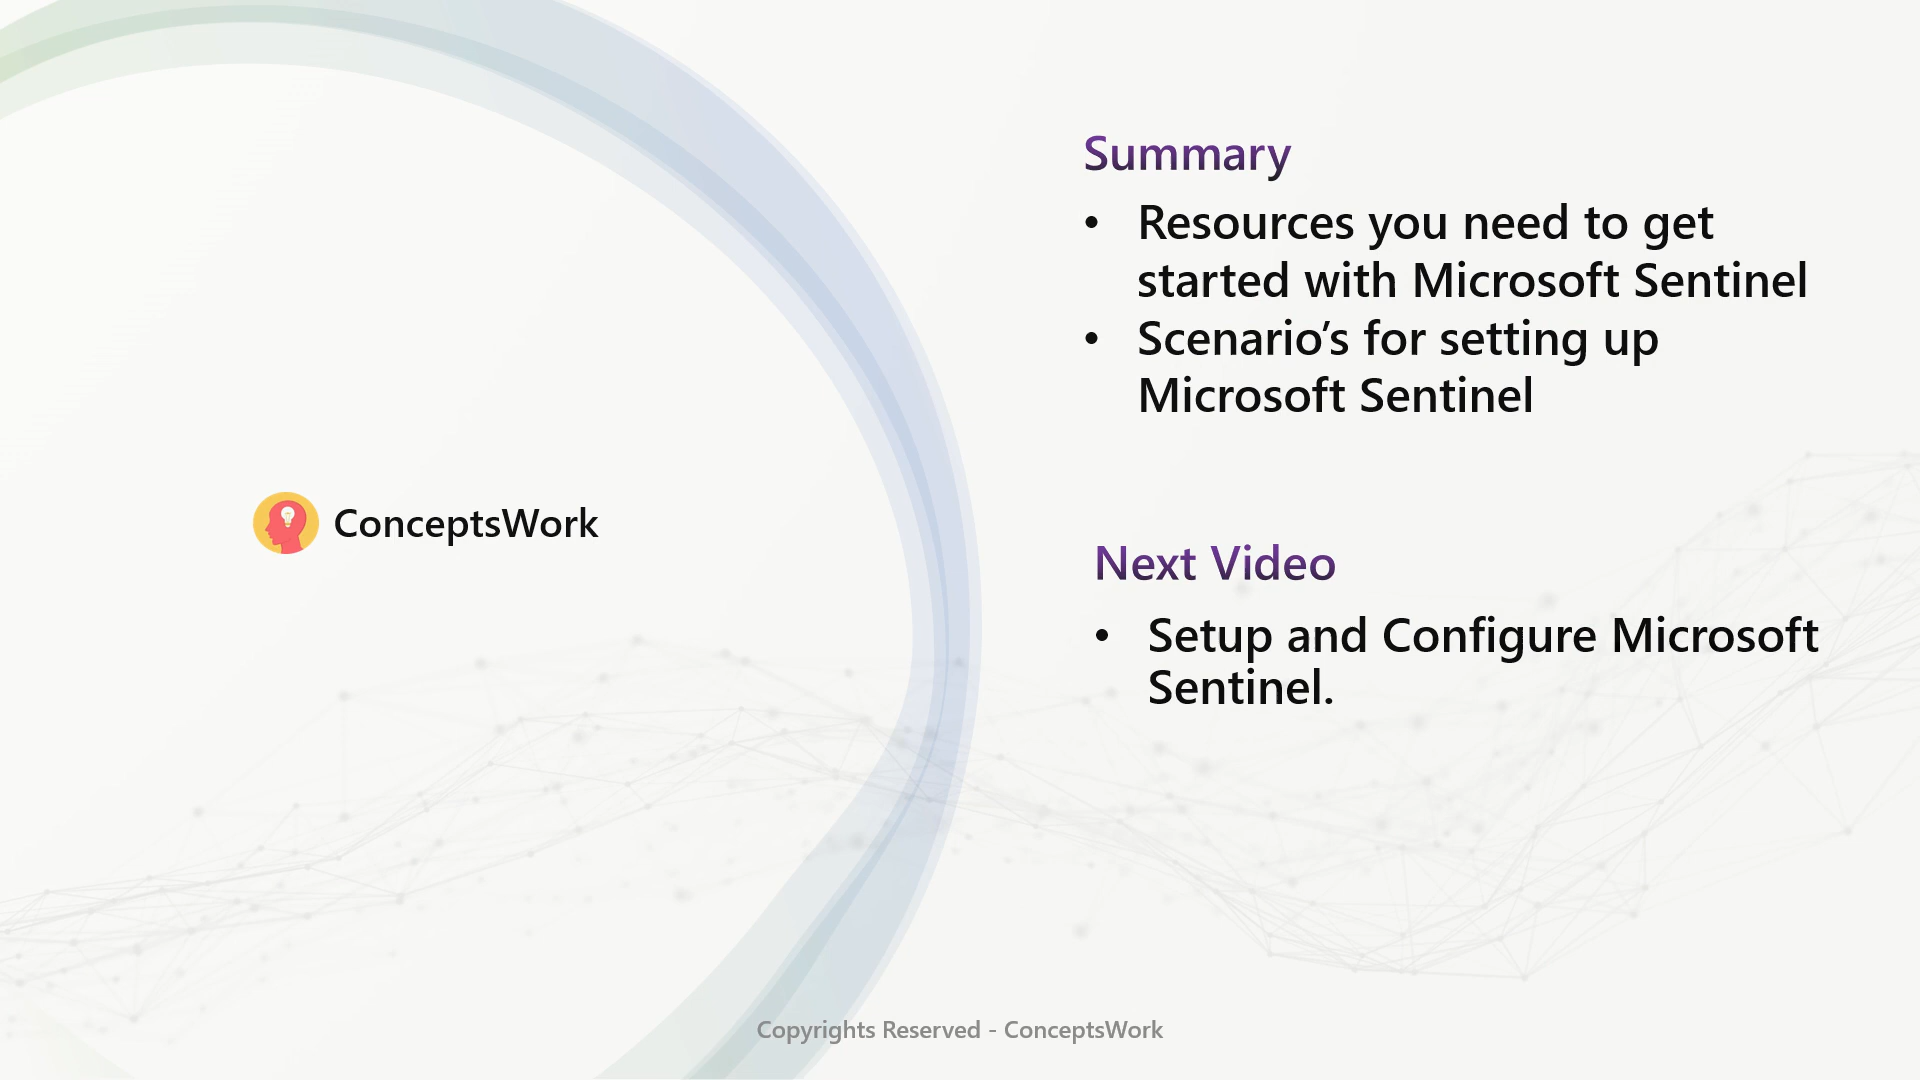 Summary
• Resources you need to get
started with Microsoft Sentinel
• Scenario’s for setting up
Microsoft Sentinel
ConceptsWork
Next Video
• Setup and Configure Microsoft
Sentinel.
Copyrights Reserved - ConceptsWork